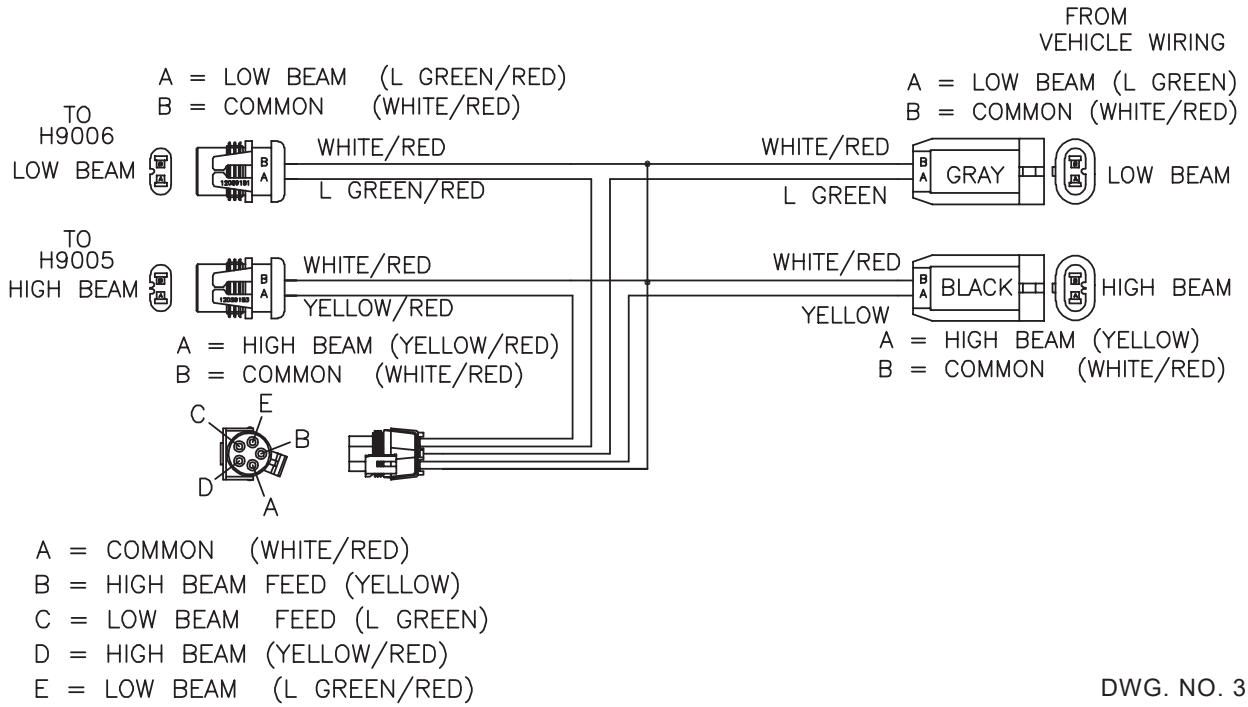 FROM
VEHICLE WIRING
A = LOW BEAM (L GREEN/RED)
B = COMMON (WHITE/RED)
A = LOW BEAM (L GREEN)
B = COMMON (WHITE/RED)
TO
H9006
LOW BEAM
B
A
12059181
B
A
WHITE/RED
L GREEN/RED
WHITE/RED
L GREEN
B
A
GRAY
B
A
LOW BEAM
TO
H9005
HIGH BEAM
B
A
12059183
B
A
WHITE/RED
YELLOW/RED
WHITE/RED
YELLOW
B
A
BLACK
B
A
HIGH BEAM
A = HIGH BEAM (YELLOW/RED)
B = COMMON (WHITE/RED)
A = HIGH BEAM (YELLOW)
B = COMMON (WHITE/RED)
E
C
B
D
A
A = COMMON (WHITE/RED)
B = HIGH BEAM FEED (YELLOW)
C = LOW BEAM FEED (L GREEN)
D = HIGH BEAM (YELLOW/RED)
E = LOW BEAM (L GREEN/RED)
DWG. NO. 3